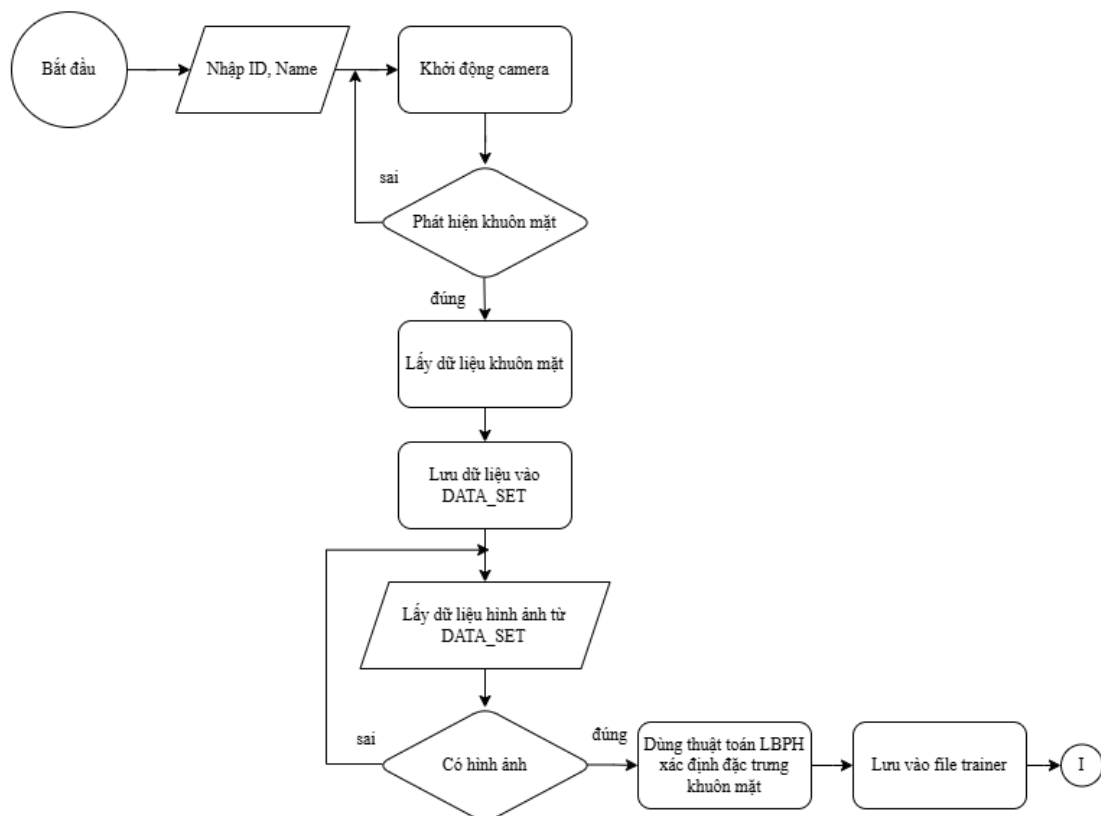 Bắt đầu
Nhập ID, Name
Khởi động camera
sai
Phát hiện khuôn mặt
đúng
Lấy dữ liệu khuôn mặt
Lưu dữ liệu vào
DATA_SET
Lấy dữ liệu hình ảnh từ
DATA_SET
sai
Có hình ảnh
đúng
Dùng thuật toán LBPH
xác định đặc trưng
khuôn mặt
Lưu vào file trainer
I